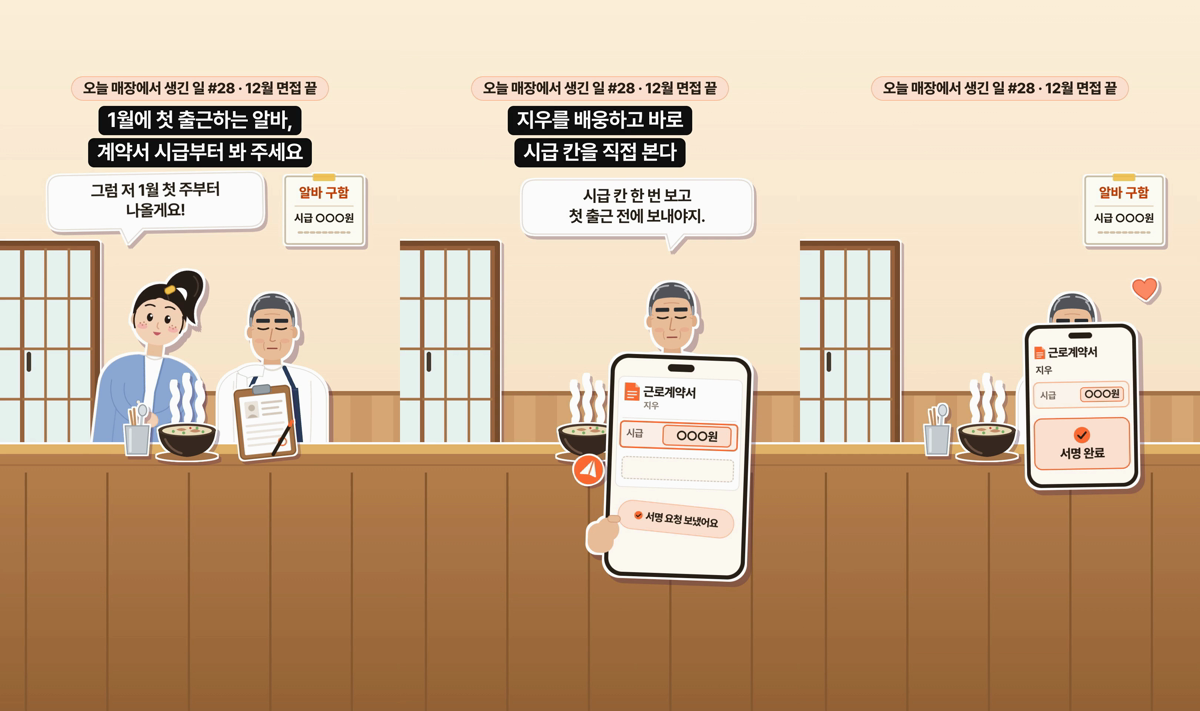 오늘 매장에서 생긴 일 #28 · 12월 면접 끝
1월에 첫 출근하는 알바,
계약서 시급부터 봐 주세요
그럼 저 1월 첫 주부터
나올게요!
알바 구함
시급 OOO원
오늘 매장에서 생긴 일 #28 · 12월 면접 끝
지우를 배웅하고 바로
시급 칸을 직접 본다
시급 칸 한 번 보고
첫 출근 전에 보내야지.
근로계약서
지우
시급 OOO원
서명 요청 보냈어요
오늘 매장에서 생긴 일 #28 · 12월 면접 끝
알바 구함
시급 OOO원
근로계약서
지우
시급 OOO원
서명 완료